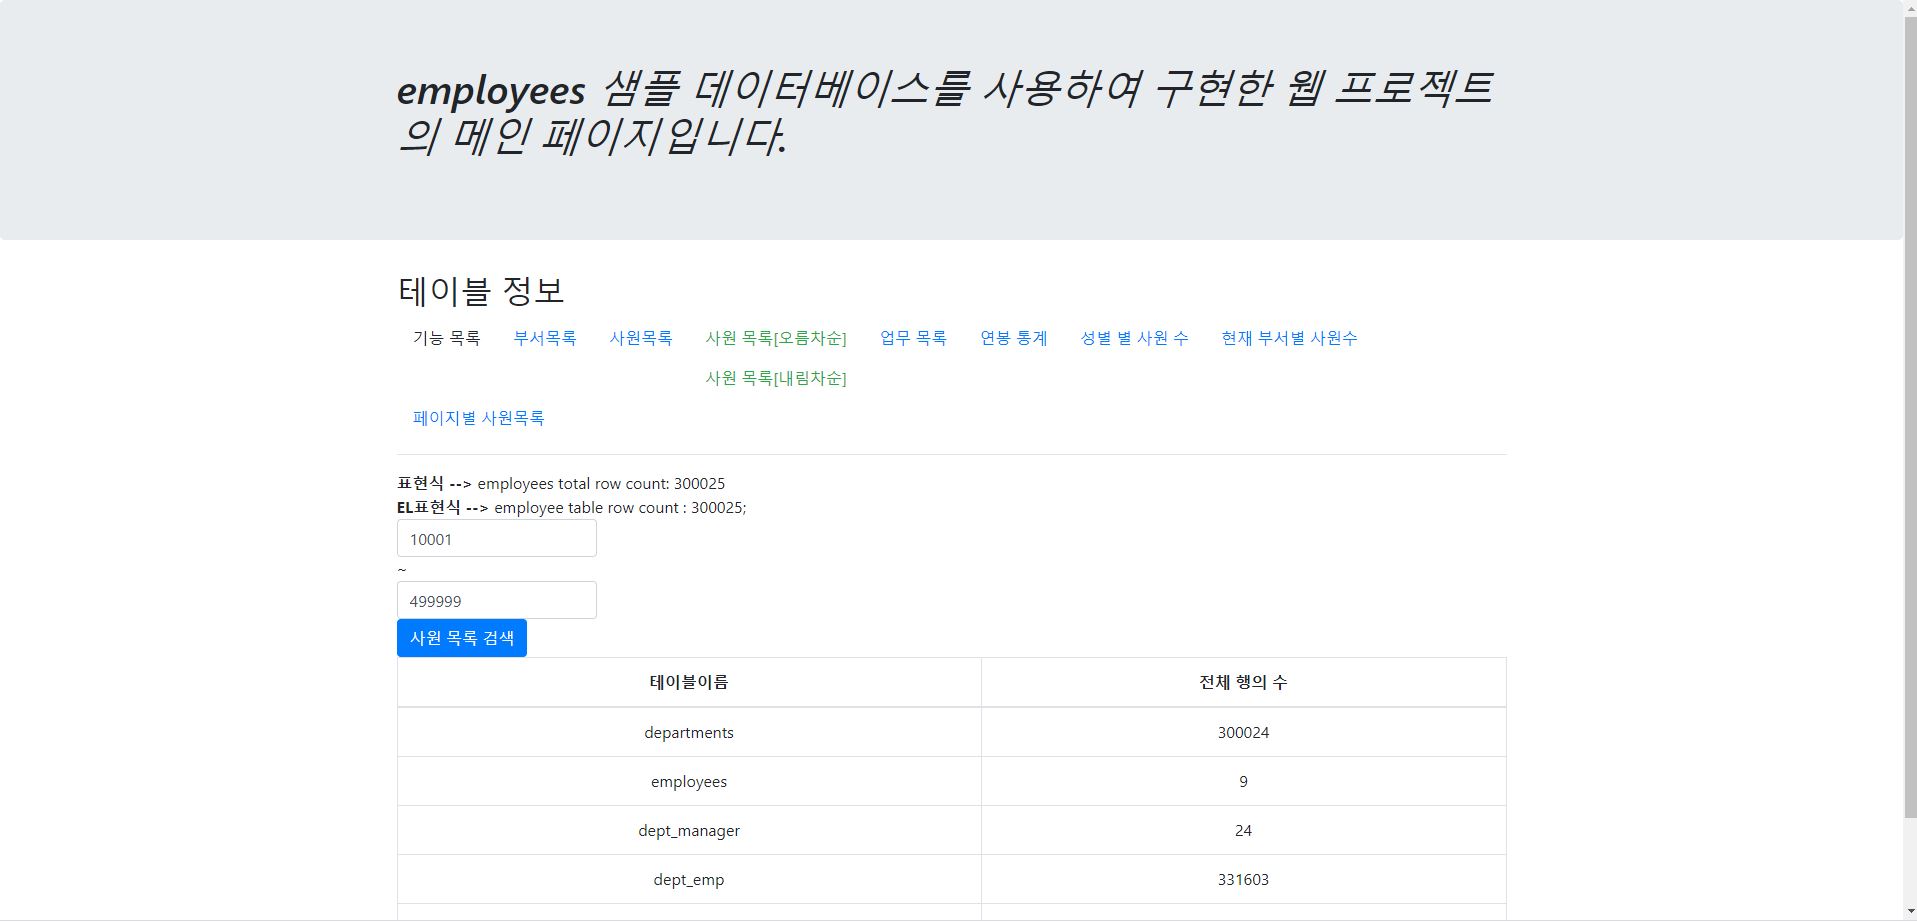 employees 샘플 데이터베이스를 사용하여 구현한 웹 프로젝트
의 메인 페이지입니다.
테이블 정보
기능 목록 부서목록 사원목록 사원 목록[오름차순] 업무 목록 연봉 통계 성별 별 사원 수 현재 부서별 사원수
사원 목록[내림차순]
페이지별 사원목록
표현식 --> employees total row count: 300025
EL표현식 --> employee table row count : 300025;
10001
~
499999
사원 목록 검색
테이블이름 전체 행의 수
departments 300024
employees 9
dept_manager 24
dept_emp 331603